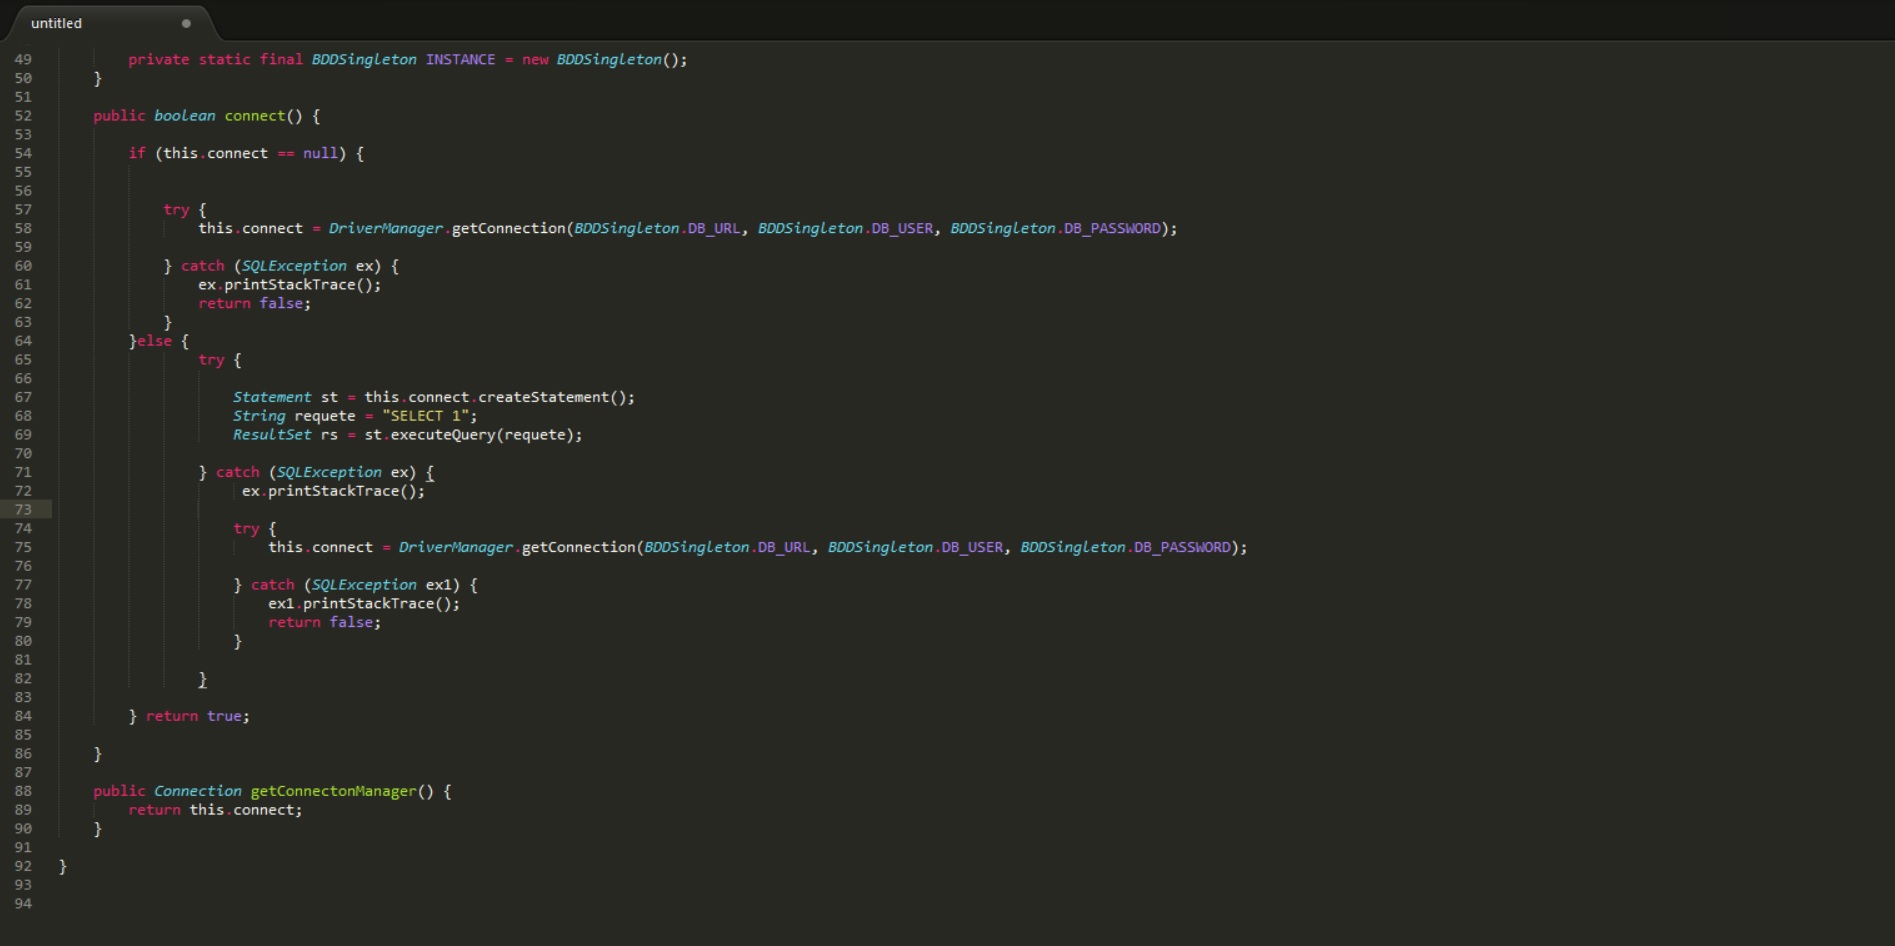 untitled
49 private static final BDDSingleton INSTANCE = new BDDSingleton();
50 }
51
52 public boolean connect() {
53
54 if (this.connect == null) {
55
56
57 try {
58 this.connect = DriverManager.getConnection(BDDSingleton.DB_URL, BDDSingleton.DB_USER, BDDSingleton.DB_PASSWORD);
59
60 } catch (SQLException ex) {
61 ex.printStackTrace();
62 return false;
63 }
64 }else {
65 try {
66
67 Statement st = this.connect.createStatement();
68 String requete = "SELECT 1";
69 ResultSet rs = st.executeQuery(requete);
70
71 } catch (SQLException ex) {
72 ex.printStackTrace();
73
74 try {
75 this.connect = DriverManager.getConnection(BDDSingleton.DB_URL, BDDSingleton.DB_USER, BDDSingleton.DB_PASSWORD);
76
77 } catch (SQLException ex1) {
78 ex1.printStackTrace();
79 return false;
80 }
81
82 }
83
84 } return true;
85
86 }
87
88 public Connection getConnectonManager() {
89 return this.connect;
90 }
91
92 }
93
94